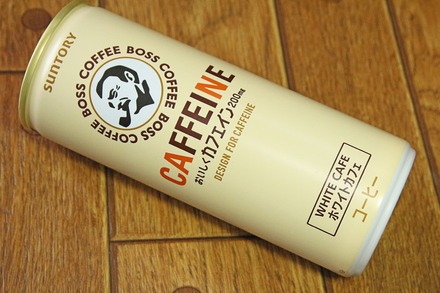 SUNTORY
BOSS COFFEE BOSS COFFEE BOSS COFFEE BOSS COFFEE
CAFFEINE
おいしくカフェイン200mg
DESIGN FOR CAFFEINE
WHITE CAFE
ホワイトカフェ
コーヒー